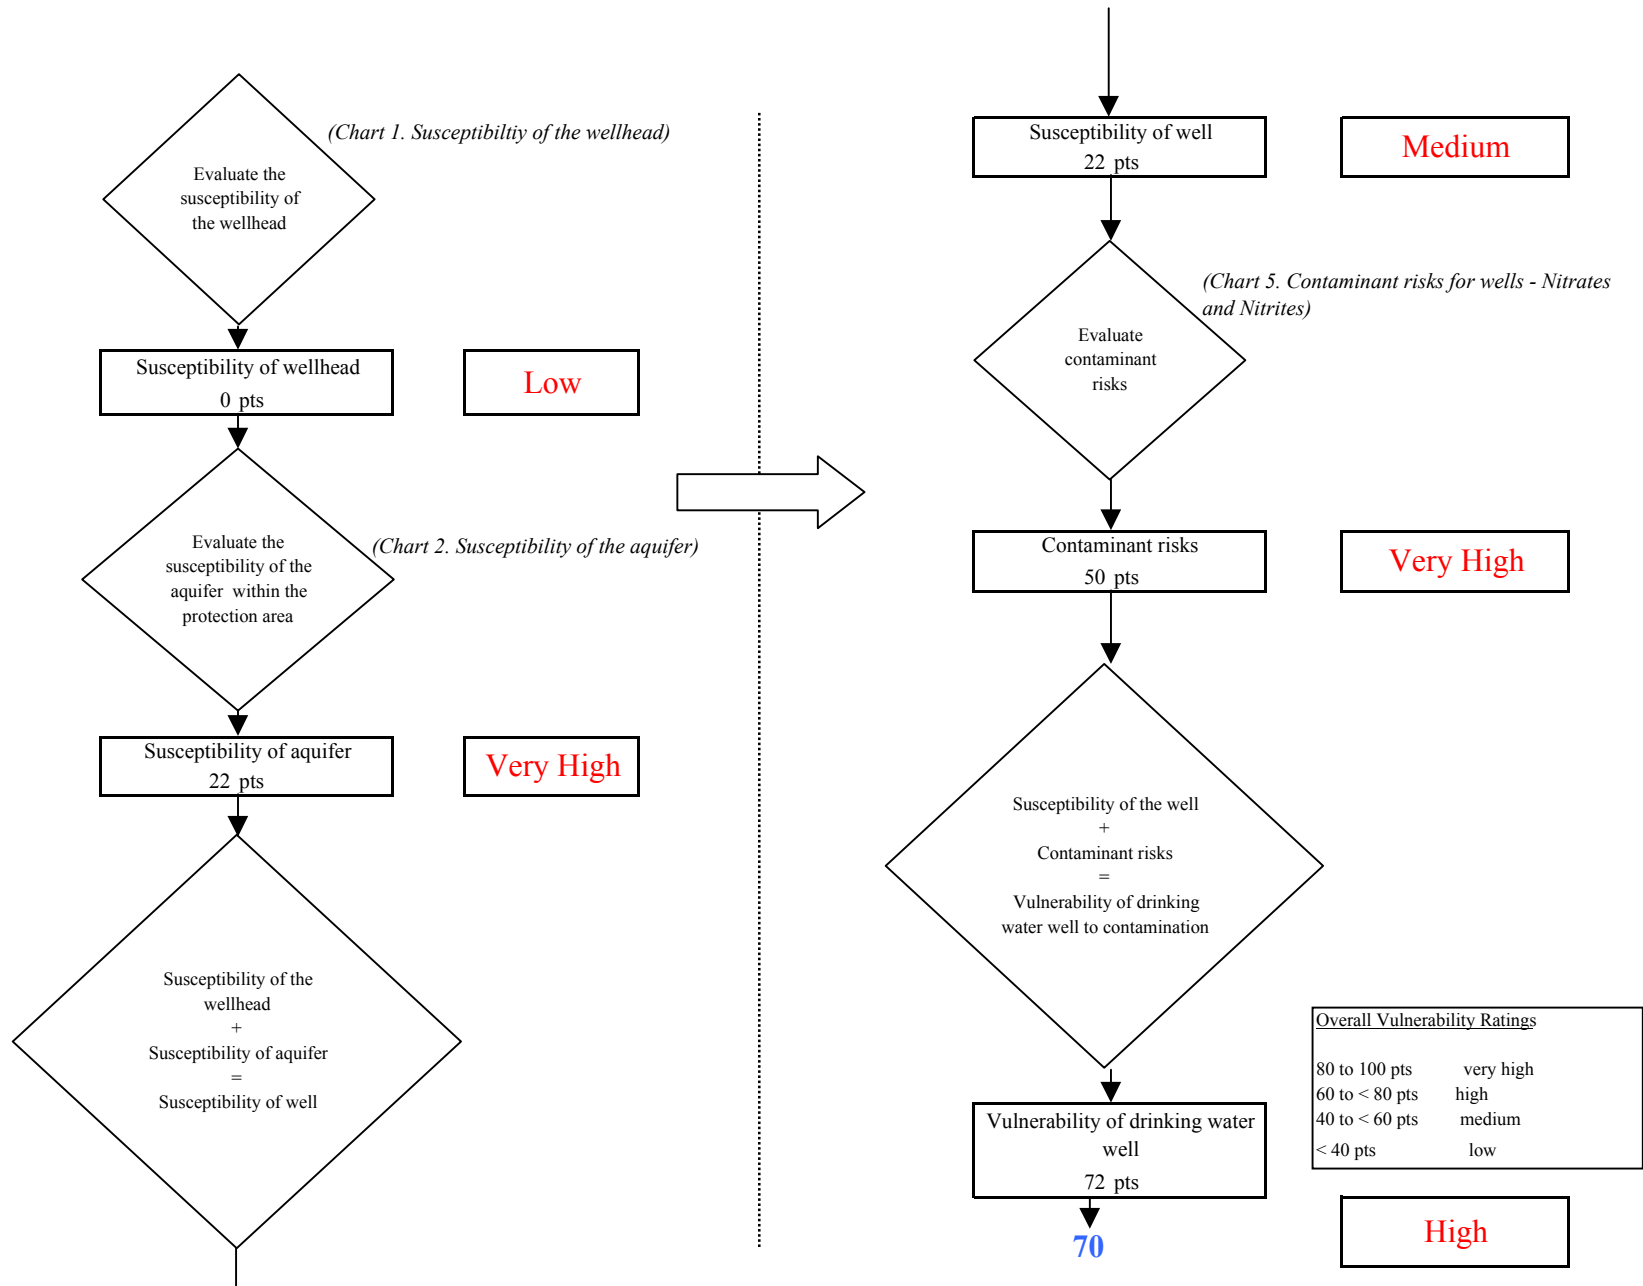 (Chart 1. Susceptibiltiy of the wellhead)
Evaluate the
susceptibility of
the wellhead
Susceptibility of wellhead
0 pts
Low
(Chart 2. Susceptibility of the aquifer)
Evaluate the
susceptibility of the
aquifer within the
protection area
Susceptibility of aquifer
22 pts
Very High
Susceptibility of the
wellhead
+
Susceptibility of aquifer
=
Susceptibility of well
Susceptibility of well
22 pts
Medium
(Chart 5. Contaminant risks for wells - Nitrates
and Nitrites)
Evaluate
contaminant
risks
Contaminant risks
50 pts
Very High
Susceptibility of the well
+
Contaminant risks
=
Vulnerability of drinking
water well to contamination
Overall Vulnerability Ratings
80 to 100 pts very high
60 to < 80 pts high
40 to < 60 pts medium
< 40 pts low
Vulnerability of drinking water
well
72 pts
70
High